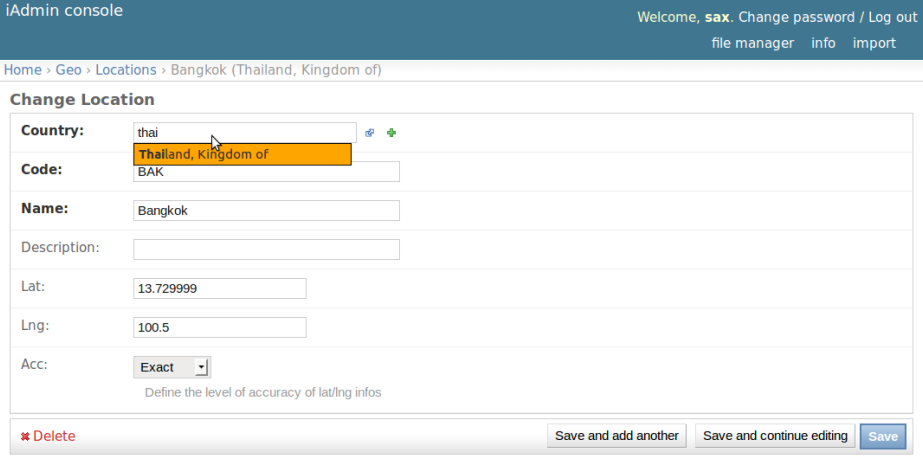 iAdmin console
Welcome, sax. Change password / Log out
file manager info import
Home › Geo › Locations › Bangkok (Thailand, Kingdom of)
Change Location
Country: thai
Thailand, Kingdom of
Code: BAK
Name: Bangkok
Description:
Lat: 13.729999
Lng: 100.5
Acc: Exact
Define the level of accuracy of lat/lng infos
Delete Save and add another Save and continue editing Save